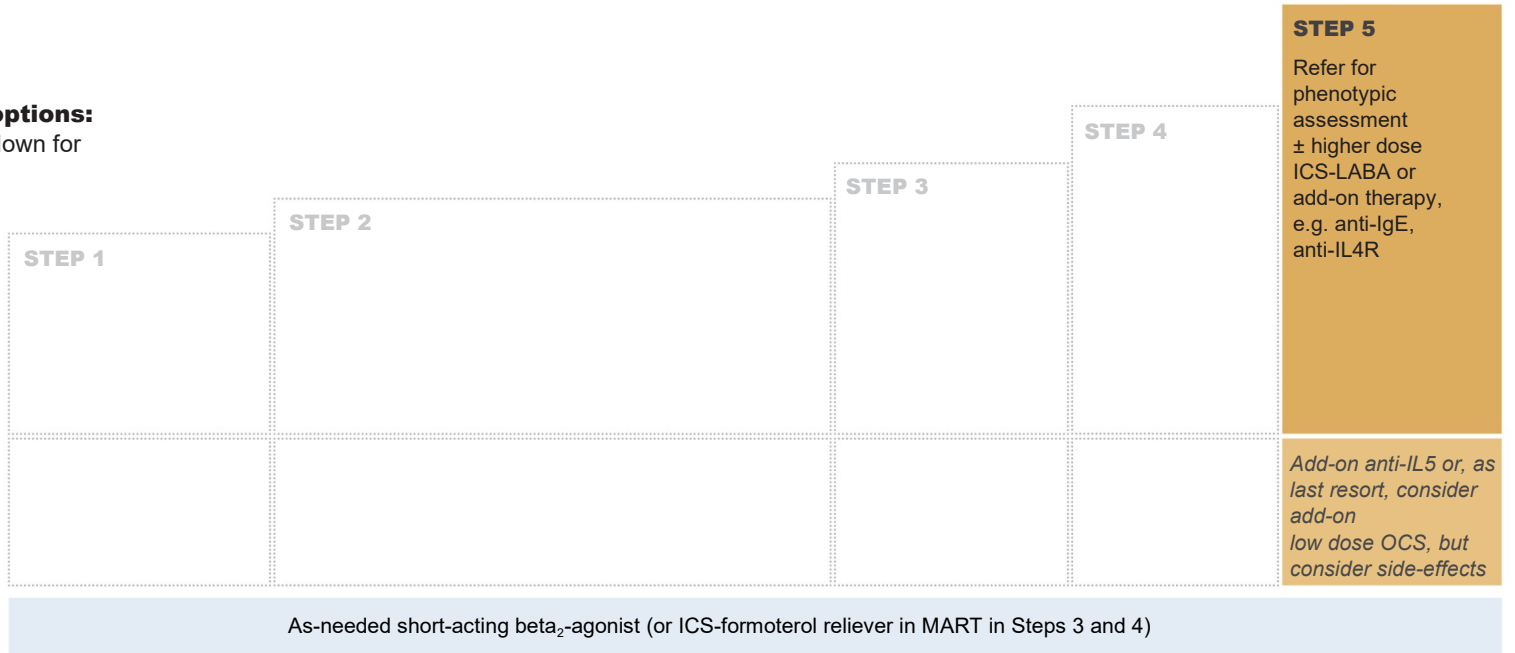 options:
down for
STEP 1
STEP 2
STEP 3
STEP 4
STEP 5
Refer for
phenotypic
assessment
± higher dose
ICS-LABA or
add-on therapy,
e.g. anti-IgE,
anti-IL4R
Add-on anti-IL5 or, as
last resort, consider
add-on
low dose OCS, but
consider side-effects
As-needed short-acting beta₂-agonist (or ICS-formoterol reliever in MART in Steps 3 and 4)